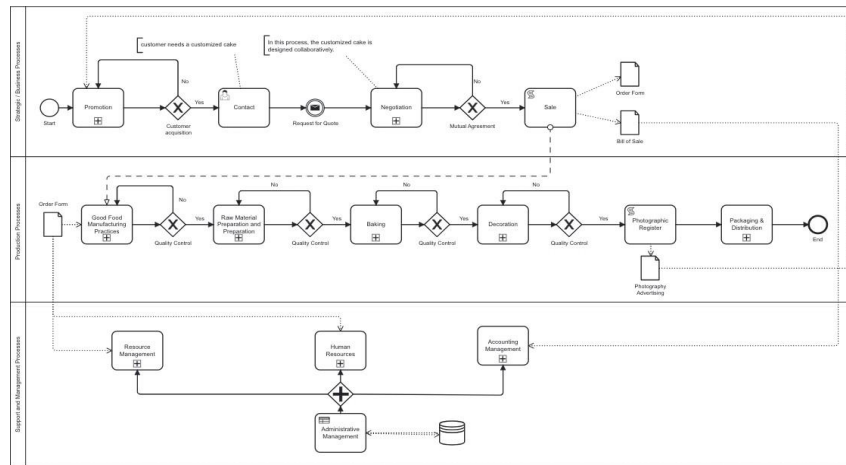 Strategic / Business Processes
customer needs a customized cake
In this process, the customized cake is
designed collaboratively.
No
No
Start
Promotion
Customer
acquisition
Yes
Contact
Request for Quote
Negotiation
Mutual Agreement
Yes
Sale
Order Form
Bill of Sale
Production Processes
Order Form
No
No
No
No
Good Food
Manufacturing
Practices
Quality Control
Yes
Raw Material
Preparation and
Preparation
Quality Control
Yes
Baking
Quality Control
Yes
Decoration
Quality Control
Yes
Photographic
Register
Packaging &
Distribution
End
Photography
Advertising
Support and Management Processes
Resource
Management
Human
Resources
Accounting
Management
Administrative
Management